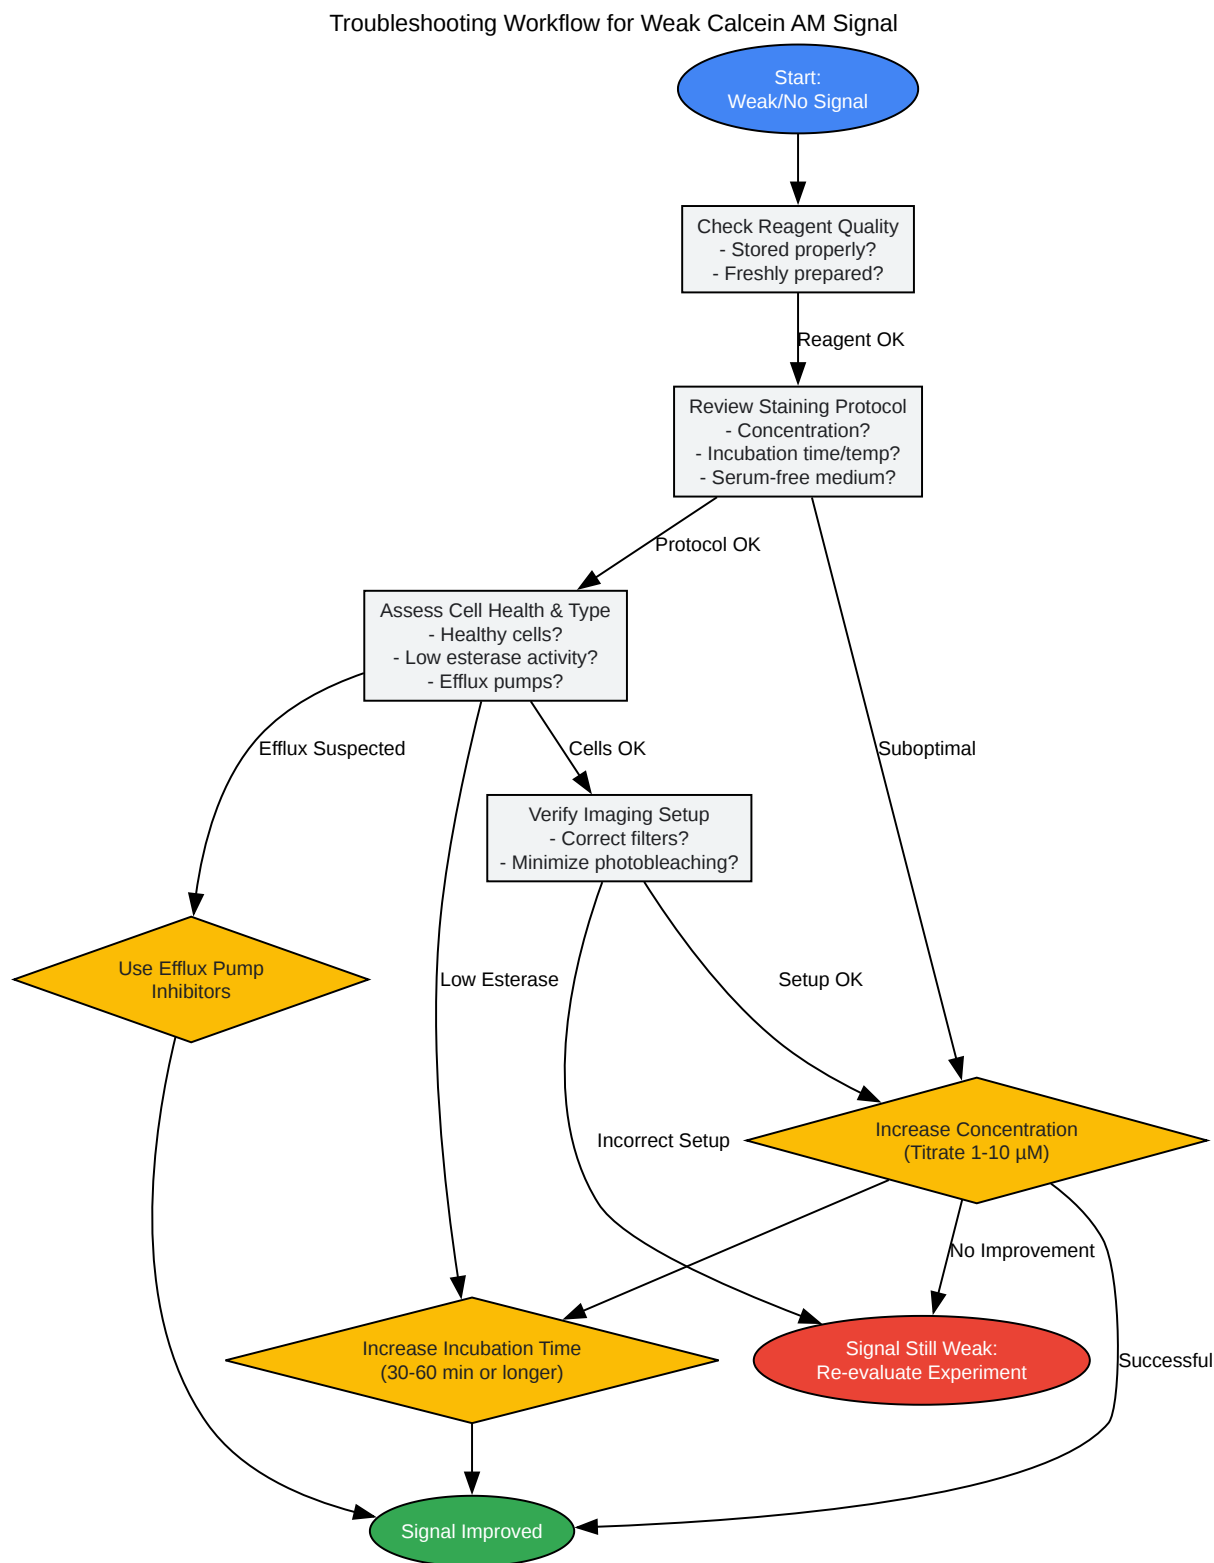 Troubleshooting Workflow for Weak Calcein AM Signal
Start:
Weak/No Signal
Check Reagent Quality
- Stored properly?
- Freshly prepared?
Reagent OK
Review Staining Protocol
- Concentration?
- Incubation time/temp?
- Serum-free medium?
Protocol OK
Assess Cell Health & Type
- Healthy cells?
- Low esterase activity?
- Efflux pumps?
Efflux Suspected
Cells OK
Suboptimal
Verify Imaging Setup
- Correct filters?
- Minimize photobleaching?
Use Efflux Pump
Inhibitors
Low Esterase
Setup OK
Incorrect Setup
Increase Concentration
(Titrate 1-10 µM)
No Improvement
Increase Incubation Time
(30-60 min or longer)
Signal Still Weak:
Re-evaluate Experiment
Successful
Signal Improved